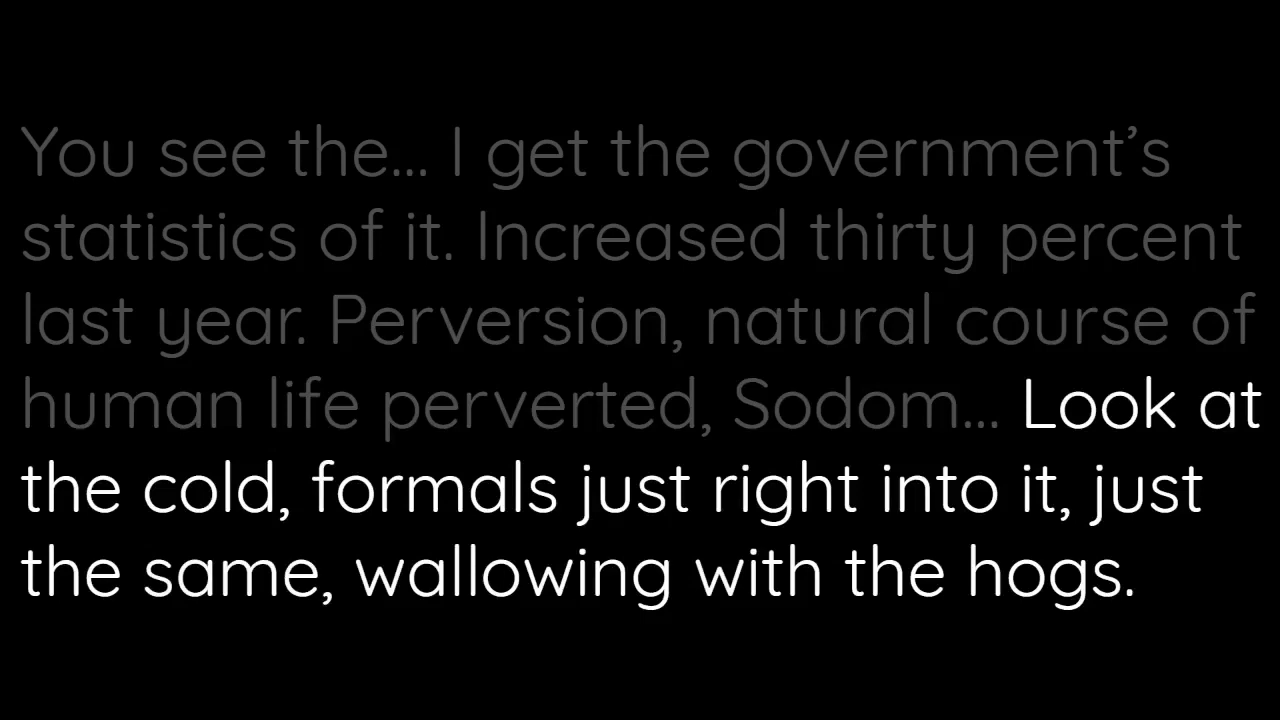 You see the... I get the government’s
statistics of it. Increased thirty percent
last year. Perversion, natural course of
human life perverted, Sodom... Look at
the cold, formals just right into it, just
the same, wallowing with the hogs.